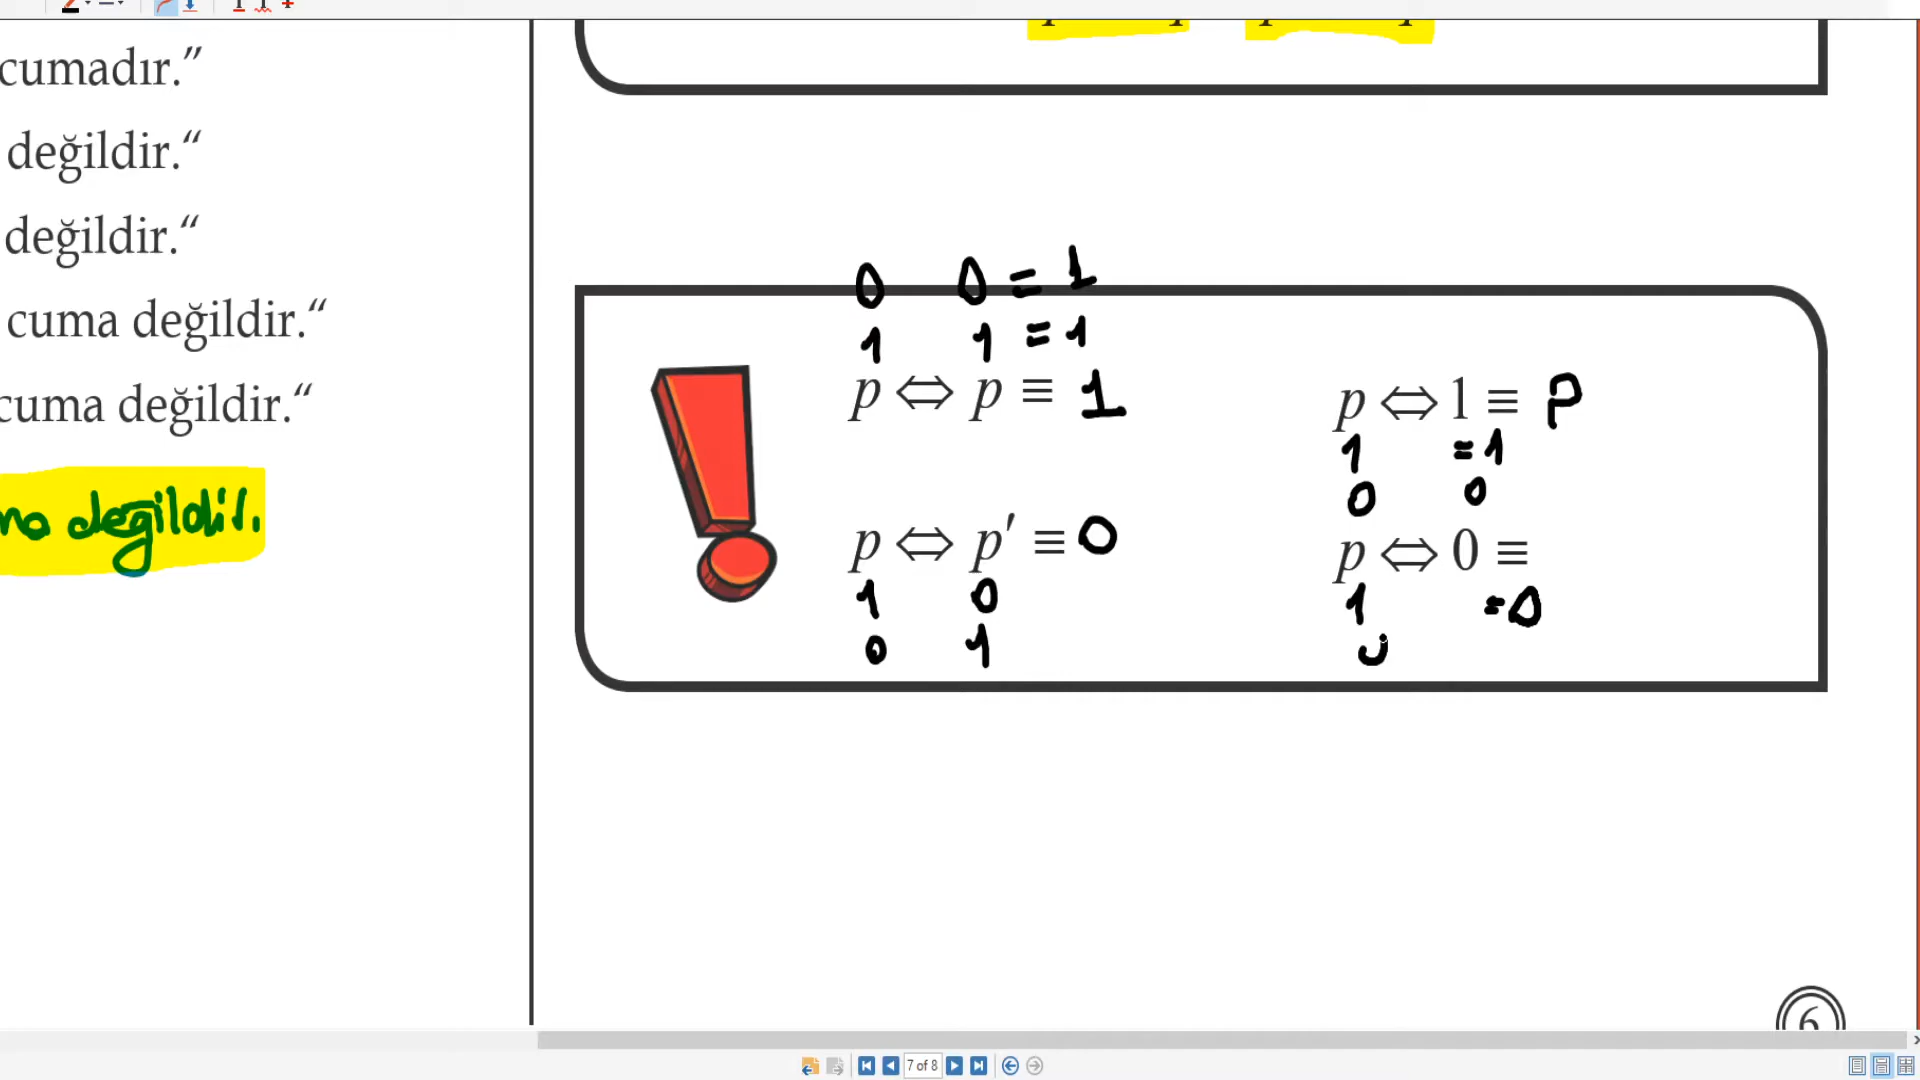 cumadır.”
değildir.“
değildir.“
cuma değildir.“
cuma değildir.“
değildir.
0 0 = 1
1 1 = 1
p ⇔ p ≡ 1
p ⇔ 1 ≡ P
1 = 1
0 0
p ⇔ p′ ≡ 0
1 0
0 1
p ⇔ 0 ≡
1 = 0
6
7 of 8